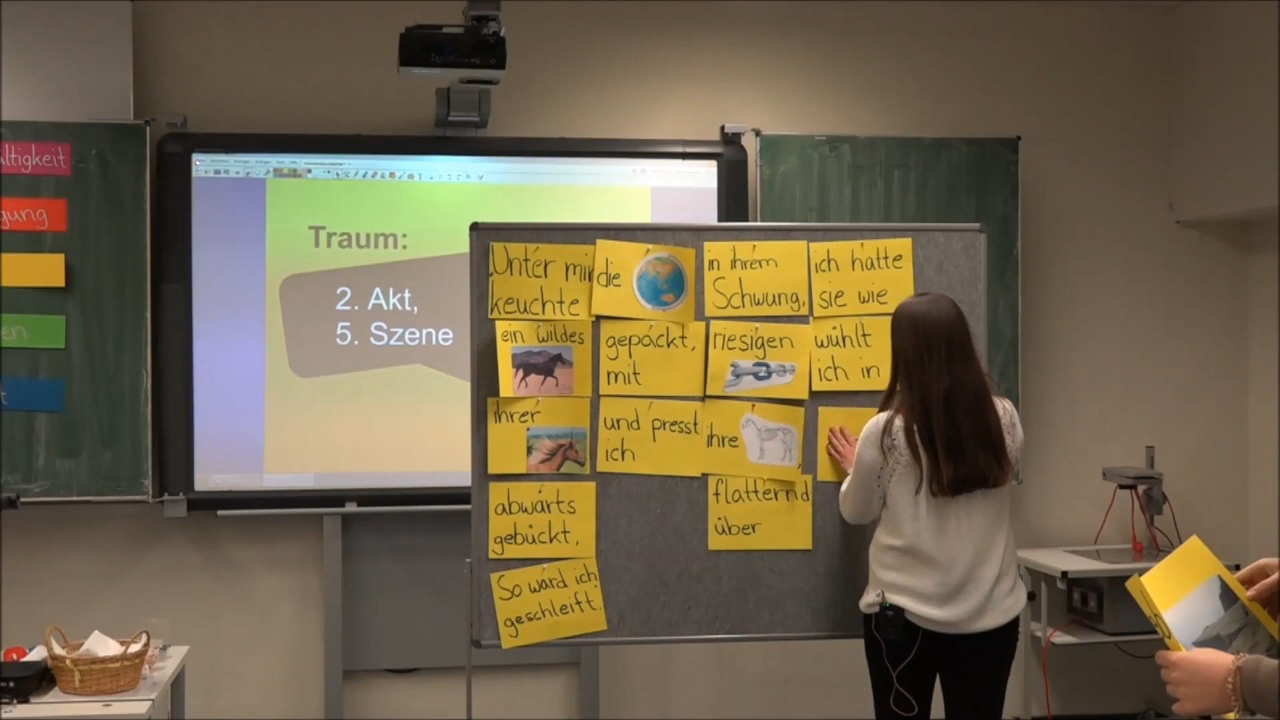 ltigkeit
gung
en
t
Traum:
2. Akt,
5. Szene
Unter mir
keuchte
die
in ihrem
Schwung,
ich hatte
sie wie
ein wildes
gepackt,
mit
riesigen
wühlt
ich in
ihrer
und presst
ich
ihre
abwärts
gebückt,
flatternd
über
So ward ich
geschleift.